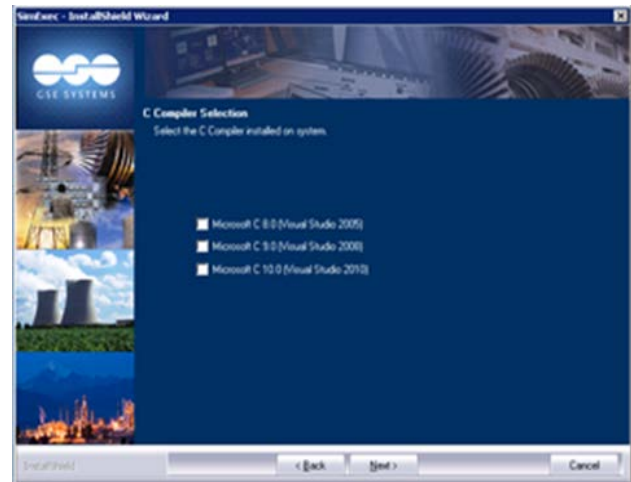 SimExec - InstallShield Wizard
GSE SYSTEMS
C Compiler Selection
Select the C Compiler installed on system.
Microsoft C 8.0 (Visual Studio 2005)
Microsoft C 9.0 (Visual Studio 2008)
Microsoft C 10.0 (Visual Studio 2010)
InstallShield
< Back
Next >
Cancel